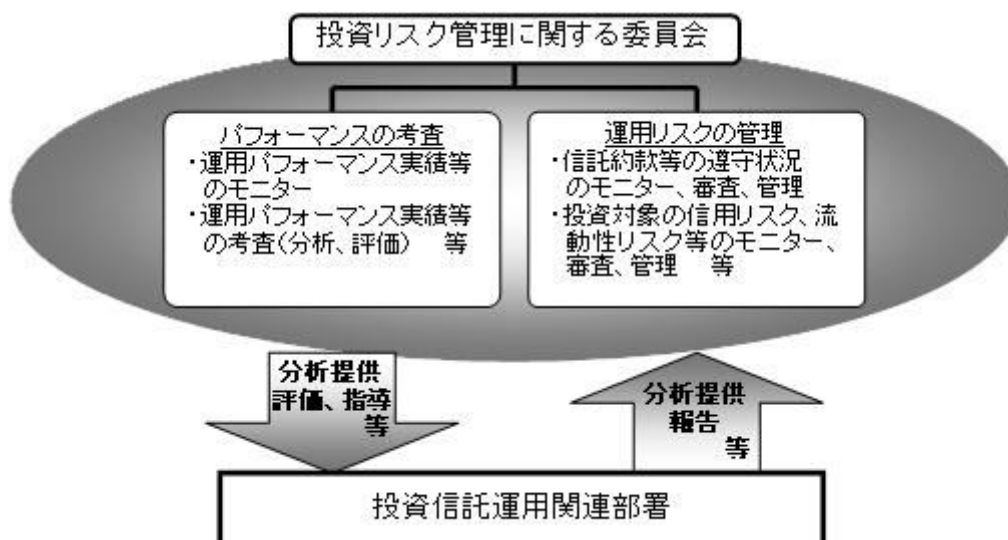 投資リスク管理に関する委員会
パフォーマンスの考査
・運用パフォーマンス実績等
のモニター
・運用パフォーマンス実績等
の考査(分析、評価)　等
運用リスクの管理
・信託約款等の遵守状況
のモニター、審査、管理
・投資対象の信用リスク、流
動性リスク等のモニター、
審査、管理　等
分析提供
評価、指導
等
分析提供
報告
等
投資信託運用関連部署